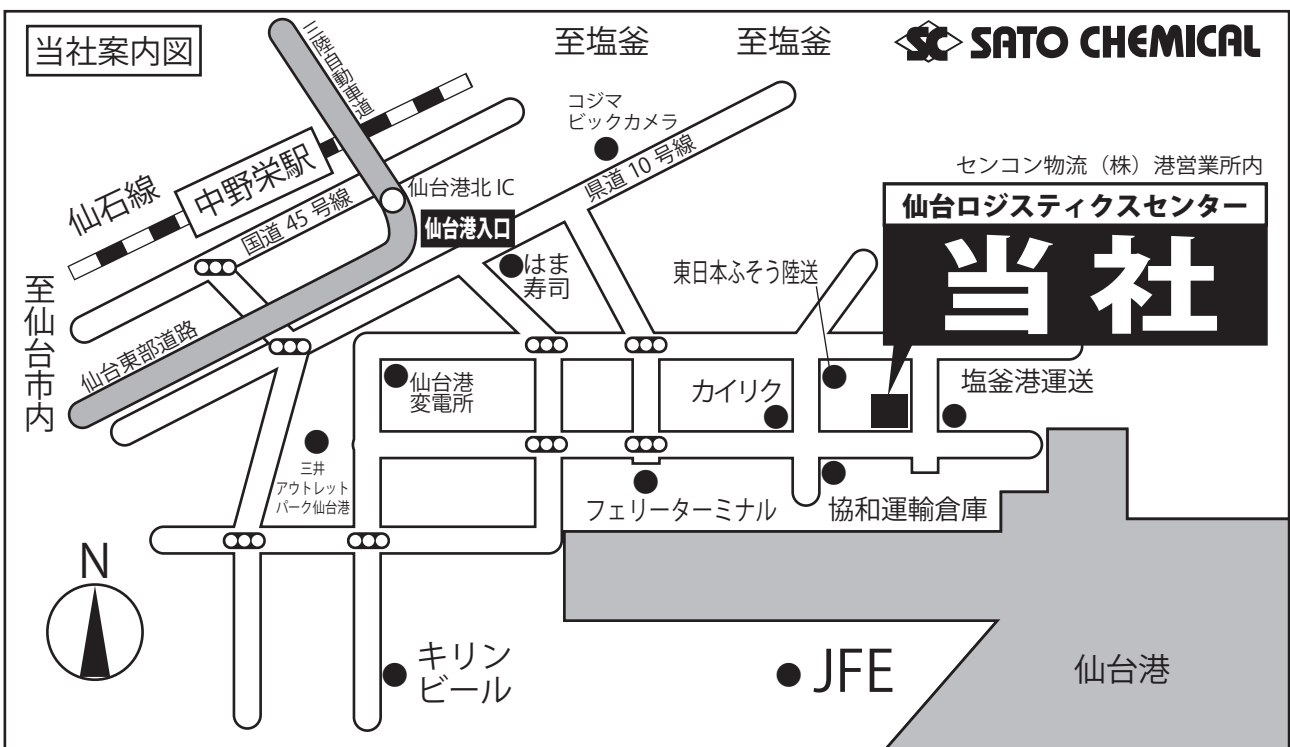 当社案内図
三陸自動車道
至塩釜
至塩釜
SC SATO CHEMICAL
コジマ
ビックカメラ
県道10号線
センコン物流（株）港営業所内
仙台ロジスティクスセンター
当社
仙石線
中野栄駅
国道45号線
仙台港北IC
仙台港入口
はま
寿司
東日本ふそう陸送
至仙台市内
仙台東部道路
仙台港
変電所
カイリク
塩釜港運送
三井
アウトレット
パーク仙台港
フェリーターミナル
協和運輸倉庫
N
キリン
ビール
JFE
仙台港